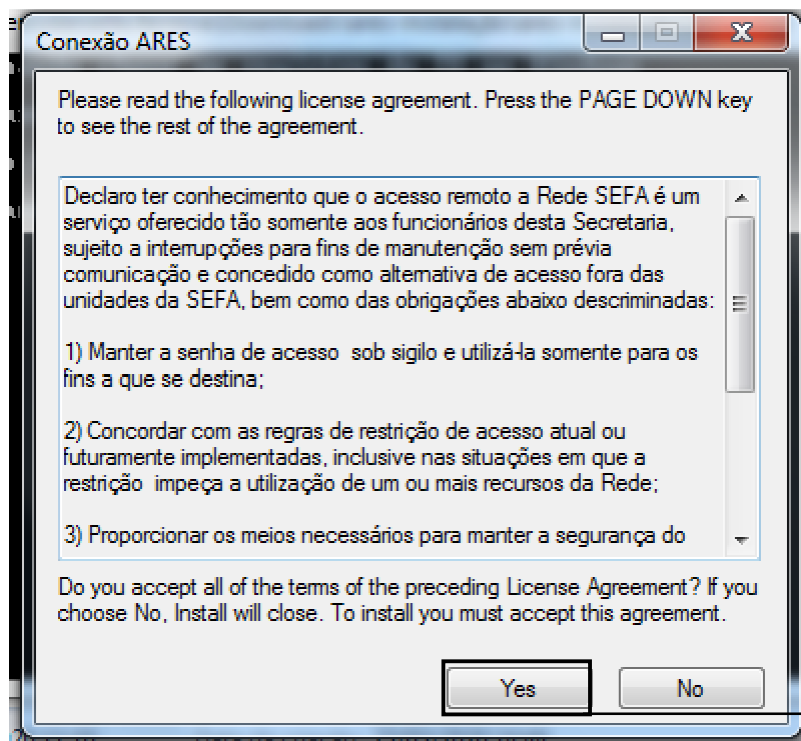 Conexão ARES
Please read the following license agreement. Press the PAGE DOWN key
to see the rest of the agreement.
Declaro ter conhecimento que o acesso remoto a Rede SEFA é um
serviço oferecido tão somente aos funcionários desta Secretaria,
sujeito a interrupções para fins de manutenção sem prévia
comunicação e concedido como alternativa de acesso fora das
unidades da SEFA, bem como das obrigações abaixo descriminadas:
1) Manter a senha de acesso sob sigilo e utilizá-la somente para os
fins a que se destina;
2) Concordar com as regras de restrição de acesso atual ou
futuramente implementadas, inclusive nas situações em que a
restrição impeça a utilização de um ou mais recursos da Rede;
3) Proporcionar os meios necessários para manter a segurança do
Do you accept all of the terms of the preceding License Agreement? If you
choose No, Install will close. To install you must accept this agreement.
Yes
No